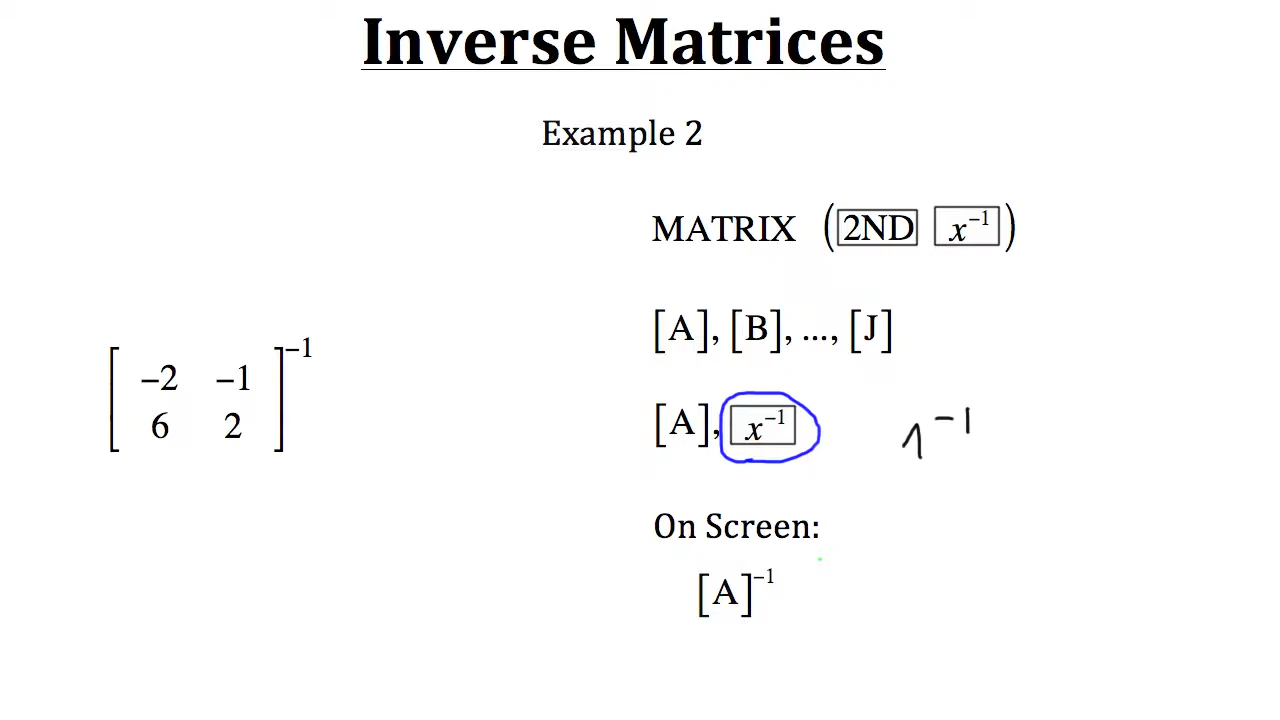 Inverse Matrices
Example 2
MATRIX (2ND x⁻¹)
[A], [B], ..., [J]
[−2 −1
6 2]⁻¹
[A], x⁻¹ 1⁻¹
On Screen:
[A]⁻¹